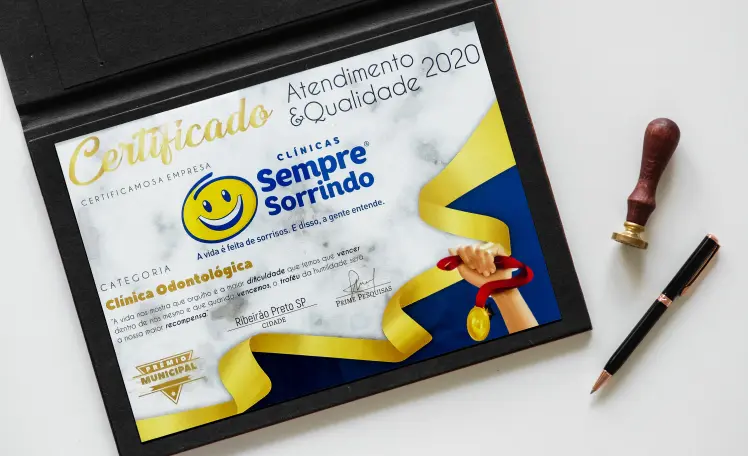 Certificado
Atendimento
&Qualidade 2020
CERTIFICAMOSA EMPRESA
CLÍNICAS
Sempre®
Sorrindo
A vida é feita de sorrisos. E disso, a gente entende.
CATEGORIA
Clínica Odontológica
"A vida nos mostra que orgulho é a maior dificuldade que temos que vencer
dentro de nós mesmo e que quando vencemos, o troféu da humildade será
a nossa maior recompensa"
Ribeirão Preto SP
CIDADE
PRIME PESQUISAS
PRÊMIO
MUNICIPAL